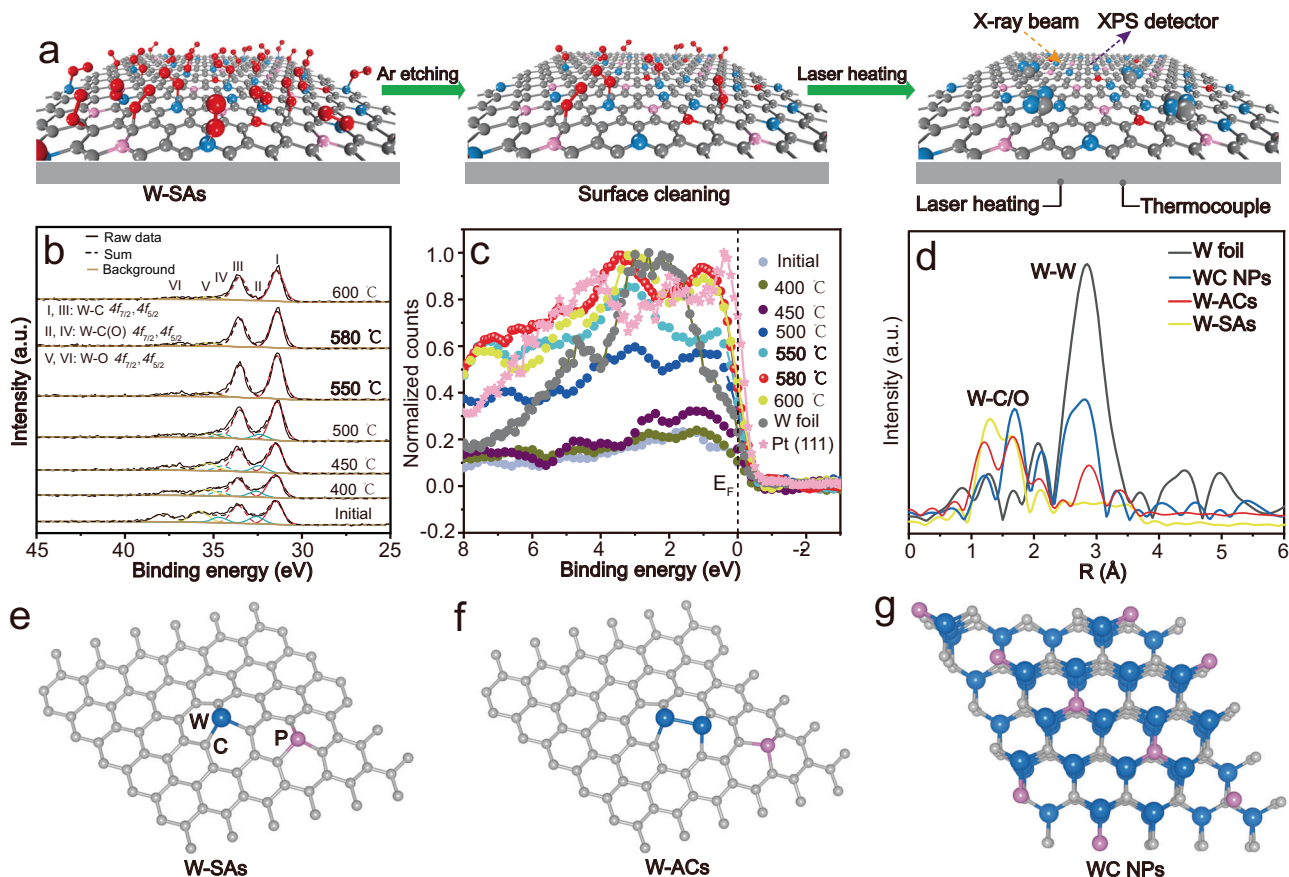 a
X-ray beam
XPS detector
Ar etching
Laser heating
W-SAs
Surface cleaning
Laser heating
Thermocouple
b
Raw data
Sum
Background
I
II
III
IV
V
VI
600 ℃
I, III: W-C 4f7/2, 4f5/2
II, IV: W-C(O) 4f7/2, 4f5/2
580 ℃
V, VI: W-O 4f7/2, 4f5/2
550 ℃
500 ℃
450 ℃
400 ℃
Initial
Intensity (a.u.)
45 40 35 30 25
Binding energy (eV)
c
Normalized counts
1.0
0.8
0.6
0.4
0.2
0.0
-0.2
Initial
400 ℃
450 ℃
500 ℃
550 ℃
580 ℃
600 ℃
W foil
Pt (111)
EF
8 6 4 2 0 -2
Binding energy (eV)
d
W-W
W-C/O
W foil
WC NPs
W-ACs
W-SAs
Intensity (a.u.)
0 1 2 3 4 5 6
R (Å)
e
W
C
P
W-SAs
f
W-ACs
g
WC NPs